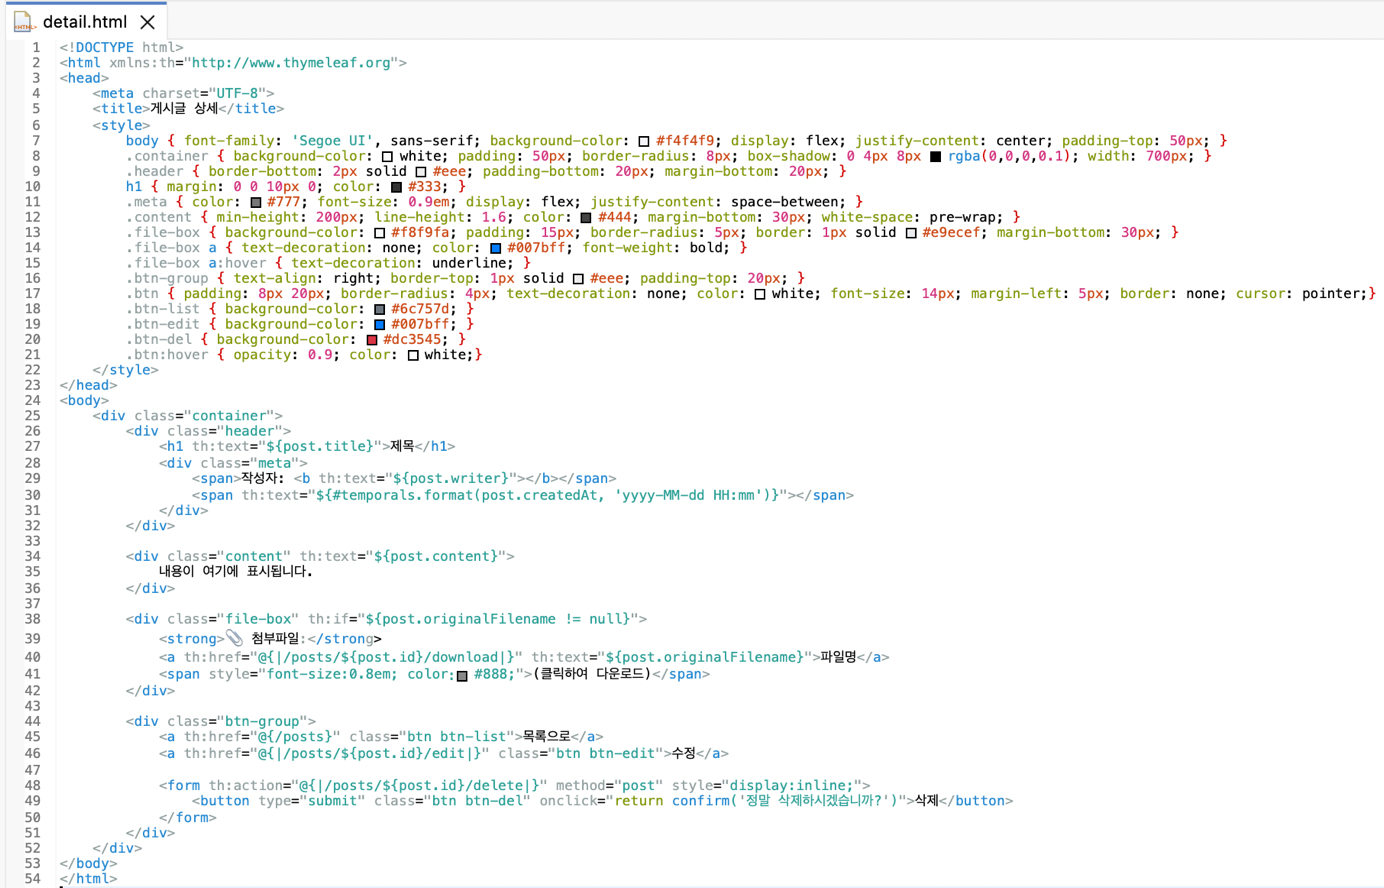 detail.html
1 <!DOCTYPE html>
2 <html xmlns:th="http://www.thymeleaf.org">
3 <head>
4     <meta charset="UTF-8">
5     <title>게시글 상세</title>
6     <style>
7         body { font-family: 'Segoe UI', sans-serif; background-color: #f4f4f9; display: flex; justify-content: center; padding-top: 50px; }
8         .container { background-color: white; padding: 50px; border-radius: 8px; box-shadow: 0 4px 8px rgba(0,0,0,0.1); width: 700px; }
9         .header { border-bottom: 2px solid #eee; padding-bottom: 20px; margin-bottom: 20px; }
10         h1 { margin: 0 0 10px 0; color: #333; }
11         .meta { color: #777; font-size: 0.9em; display: flex; justify-content: space-between; }
12         .content { min-height: 200px; line-height: 1.6; color: #444; margin-bottom: 30px; white-space: pre-wrap; }
13         .file-box { background-color: #f8f9fa; padding: 15px; border-radius: 5px; border: 1px solid #e9ecef; margin-bottom: 30px; }
14         .file-box a { text-decoration: none; color: #007bff; font-weight: bold; }
15         .file-box a:hover { text-decoration: underline; }
16         .btn-group { text-align: right; border-top: 1px solid #eee; padding-top: 20px; }
17         .btn { padding: 8px 20px; border-radius: 4px; text-decoration: none; color: white; font-size: 14px; margin-left: 5px; border: none; cursor: pointer;}
18         .btn-list { background-color: #6c757d; }
19         .btn-edit { background-color: #007bff; }
20         .btn-del { background-color: #dc3545; }
21         .btn:hover { opacity: 0.9; color: white;}
22     </style>
23 </head>
24 <body>
25     <div class="container">
26         <div class="header">
27             <h1 th:text="${post.title}">제목</h1>
28             <div class="meta">
29                 <span>작성자: <b th:text="${post.writer}"></b></span>
30                 <span th:text="${#temporals.format(post.createdAt, 'yyyy-MM-dd HH:mm')}"></span>
31             </div>
32         </div>
33
34         <div class="content" th:text="${post.content}">
35             내용이 여기에 표시됩니다.
36         </div>
37
38         <div class="file-box" th:if="${post.originalFilename != null}">
39             <strong>📎 첨부파일:</strong>
40             <a th:href="@{|/posts/${post.id}/download|}" th:text="${post.originalFilename}">파일명</a>
41             <span style="font-size:0.8em; color: #888;">(클릭하여 다운로드)</span>
42         </div>
43
44         <div class="btn-group">
45             <a th:href="@{/posts}" class="btn btn-list">목록으로</a>
46             <a th:href="@{|/posts/${post.id}/edit|}" class="btn btn-edit">수정</a>
47
48             <form th:action="@{|/posts/${post.id}/delete|}" method="post" style="display:inline;">
49                 <button type="submit" class="btn btn-del" onclick="return confirm('정말 삭제하시겠습니까?')">삭제</button>
50             </form>
51         </div>
52     </div>
53 </body>
54 </html>